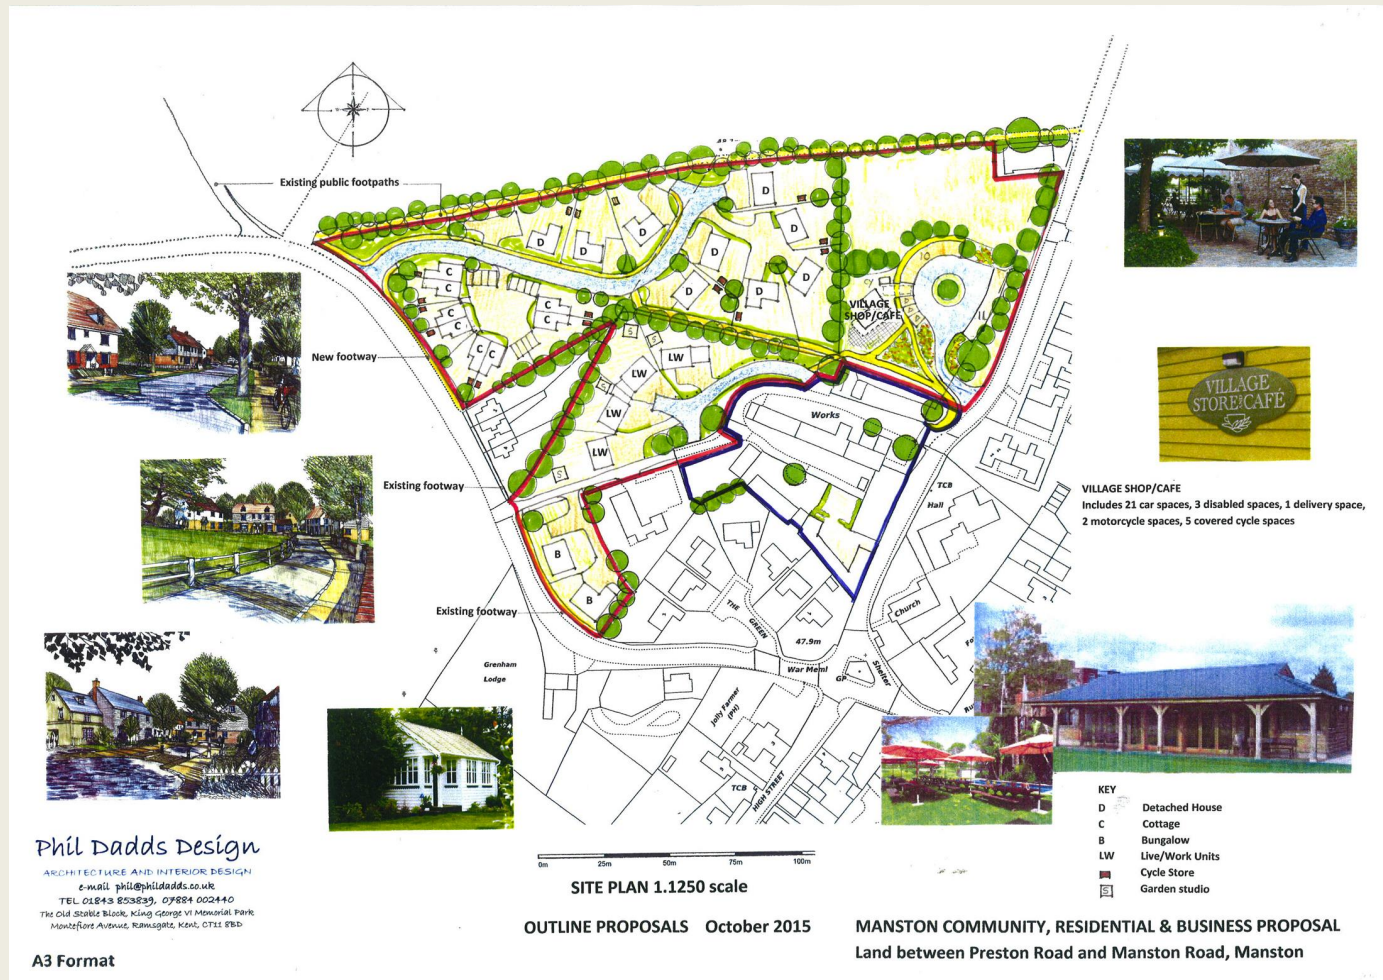 Existing public footpaths
D
D
D
D
D
D
D
D
D
C
C
C
C
C
C
C
C
10
11
VILLAGE
SHOP/CAFE
New footway
LW
LW
LW
LW
S
S
S
S
Works
Existing footway
TCB
Hall
B
B
Existing footway
THE
GREEN
Church
47.9m
War Meml
GP
Shelter
Grenham
Lodge
Jolly Farmer
(PH)
TCB
HIGH STREET
VILLAGE
STORE AND CAFE
VILLAGE SHOP/CAFE
Includes 21 car spaces, 3 disabled spaces, 1 delivery space,
2 motorcycle spaces, 5 covered cycle spaces
KEY
D Detached House
C Cottage
B Bungalow
LW Live/Work Units
Cycle Store
S Garden studio
Phil Dadds Design
ARCHITECTURE AND INTERIOR DESIGN
e-mail phil@phildadds.co.uk
TEL 01843 853839, 07884 002440
The Old Stable Block, King George VI Memorial Park
Montefiore Avenue, Ramsgate, Kent, CT11 8BD
A3 Format
0m 25m 50m 75m 100m
SITE PLAN 1.1250 scale
OUTLINE PROPOSALS October 2015
MANSTON COMMUNITY, RESIDENTIAL & BUSINESS PROPOSAL
Land between Preston Road and Manston Road, Manston